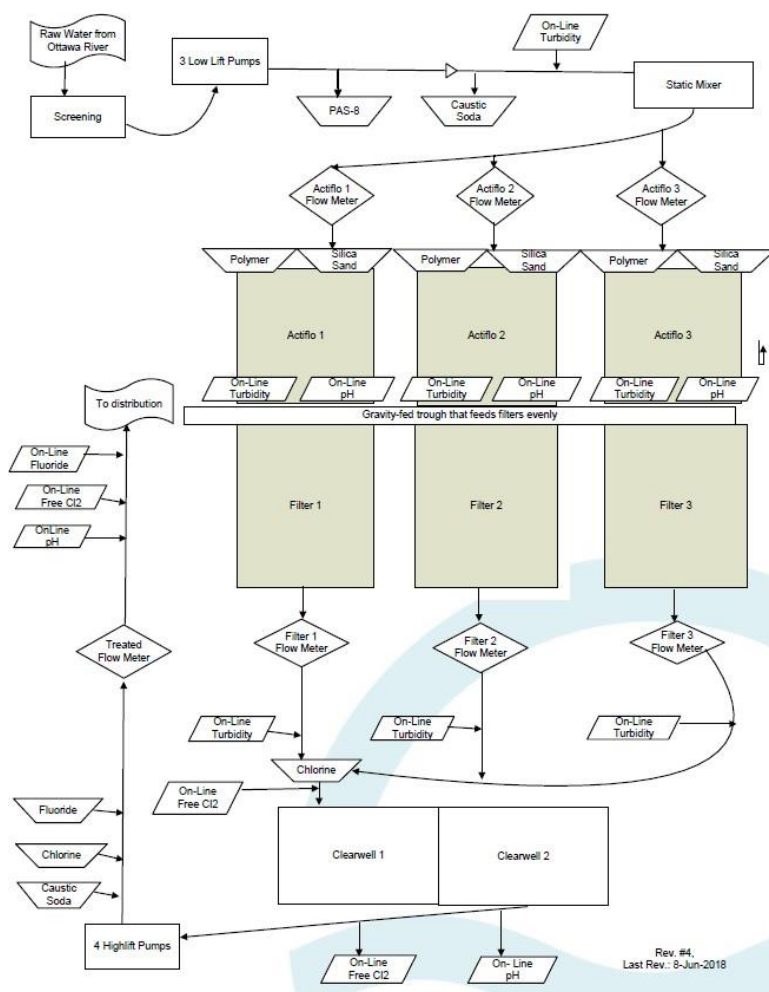 Raw Water from
Ottawa River
3 Low Lift Pumps
On-Line
Turbidity
Screening
PAS-8
Caustic
Soda
Static Mixer
Actiflo 1
Flow Meter
Actiflo 2
Flow Meter
Actiflo 3
Flow Meter
Polymer
Silica
Sand
Polymer
Silica
Sand
Polymer
Silica
Sand
Actiflo 1
Actiflo 2
Actiflo 3
On-Line
Turbidity
On-Line
pH
On-Line
Turbidity
On-Line
pH
On-Line
Turbidity
On-Line
pH
To distribution
Gravity-fed trough that feeds filters evenly
On-Line
Fluoride
On-Line
Free Cl2
OnLine
pH
Filter 1
Filter 2
Filter 3
Treated
Flow Meter
Filter 1
Flow Meter
Filter 2
Flow Meter
Filter 3
Flow Meter
On-Line
Turbidity
On-Line
Turbidity
On-Line
Turbidity
Chlorine
On-Line
Free Cl2
Fluoride
Chlorine
Caustic
Soda
Clearwell 1
Clearwell 2
4 Highlift Pumps
On-Line
Free Cl2
On- Line
pH
Rev. #4,
Last Rev.: 8-Jun-2018